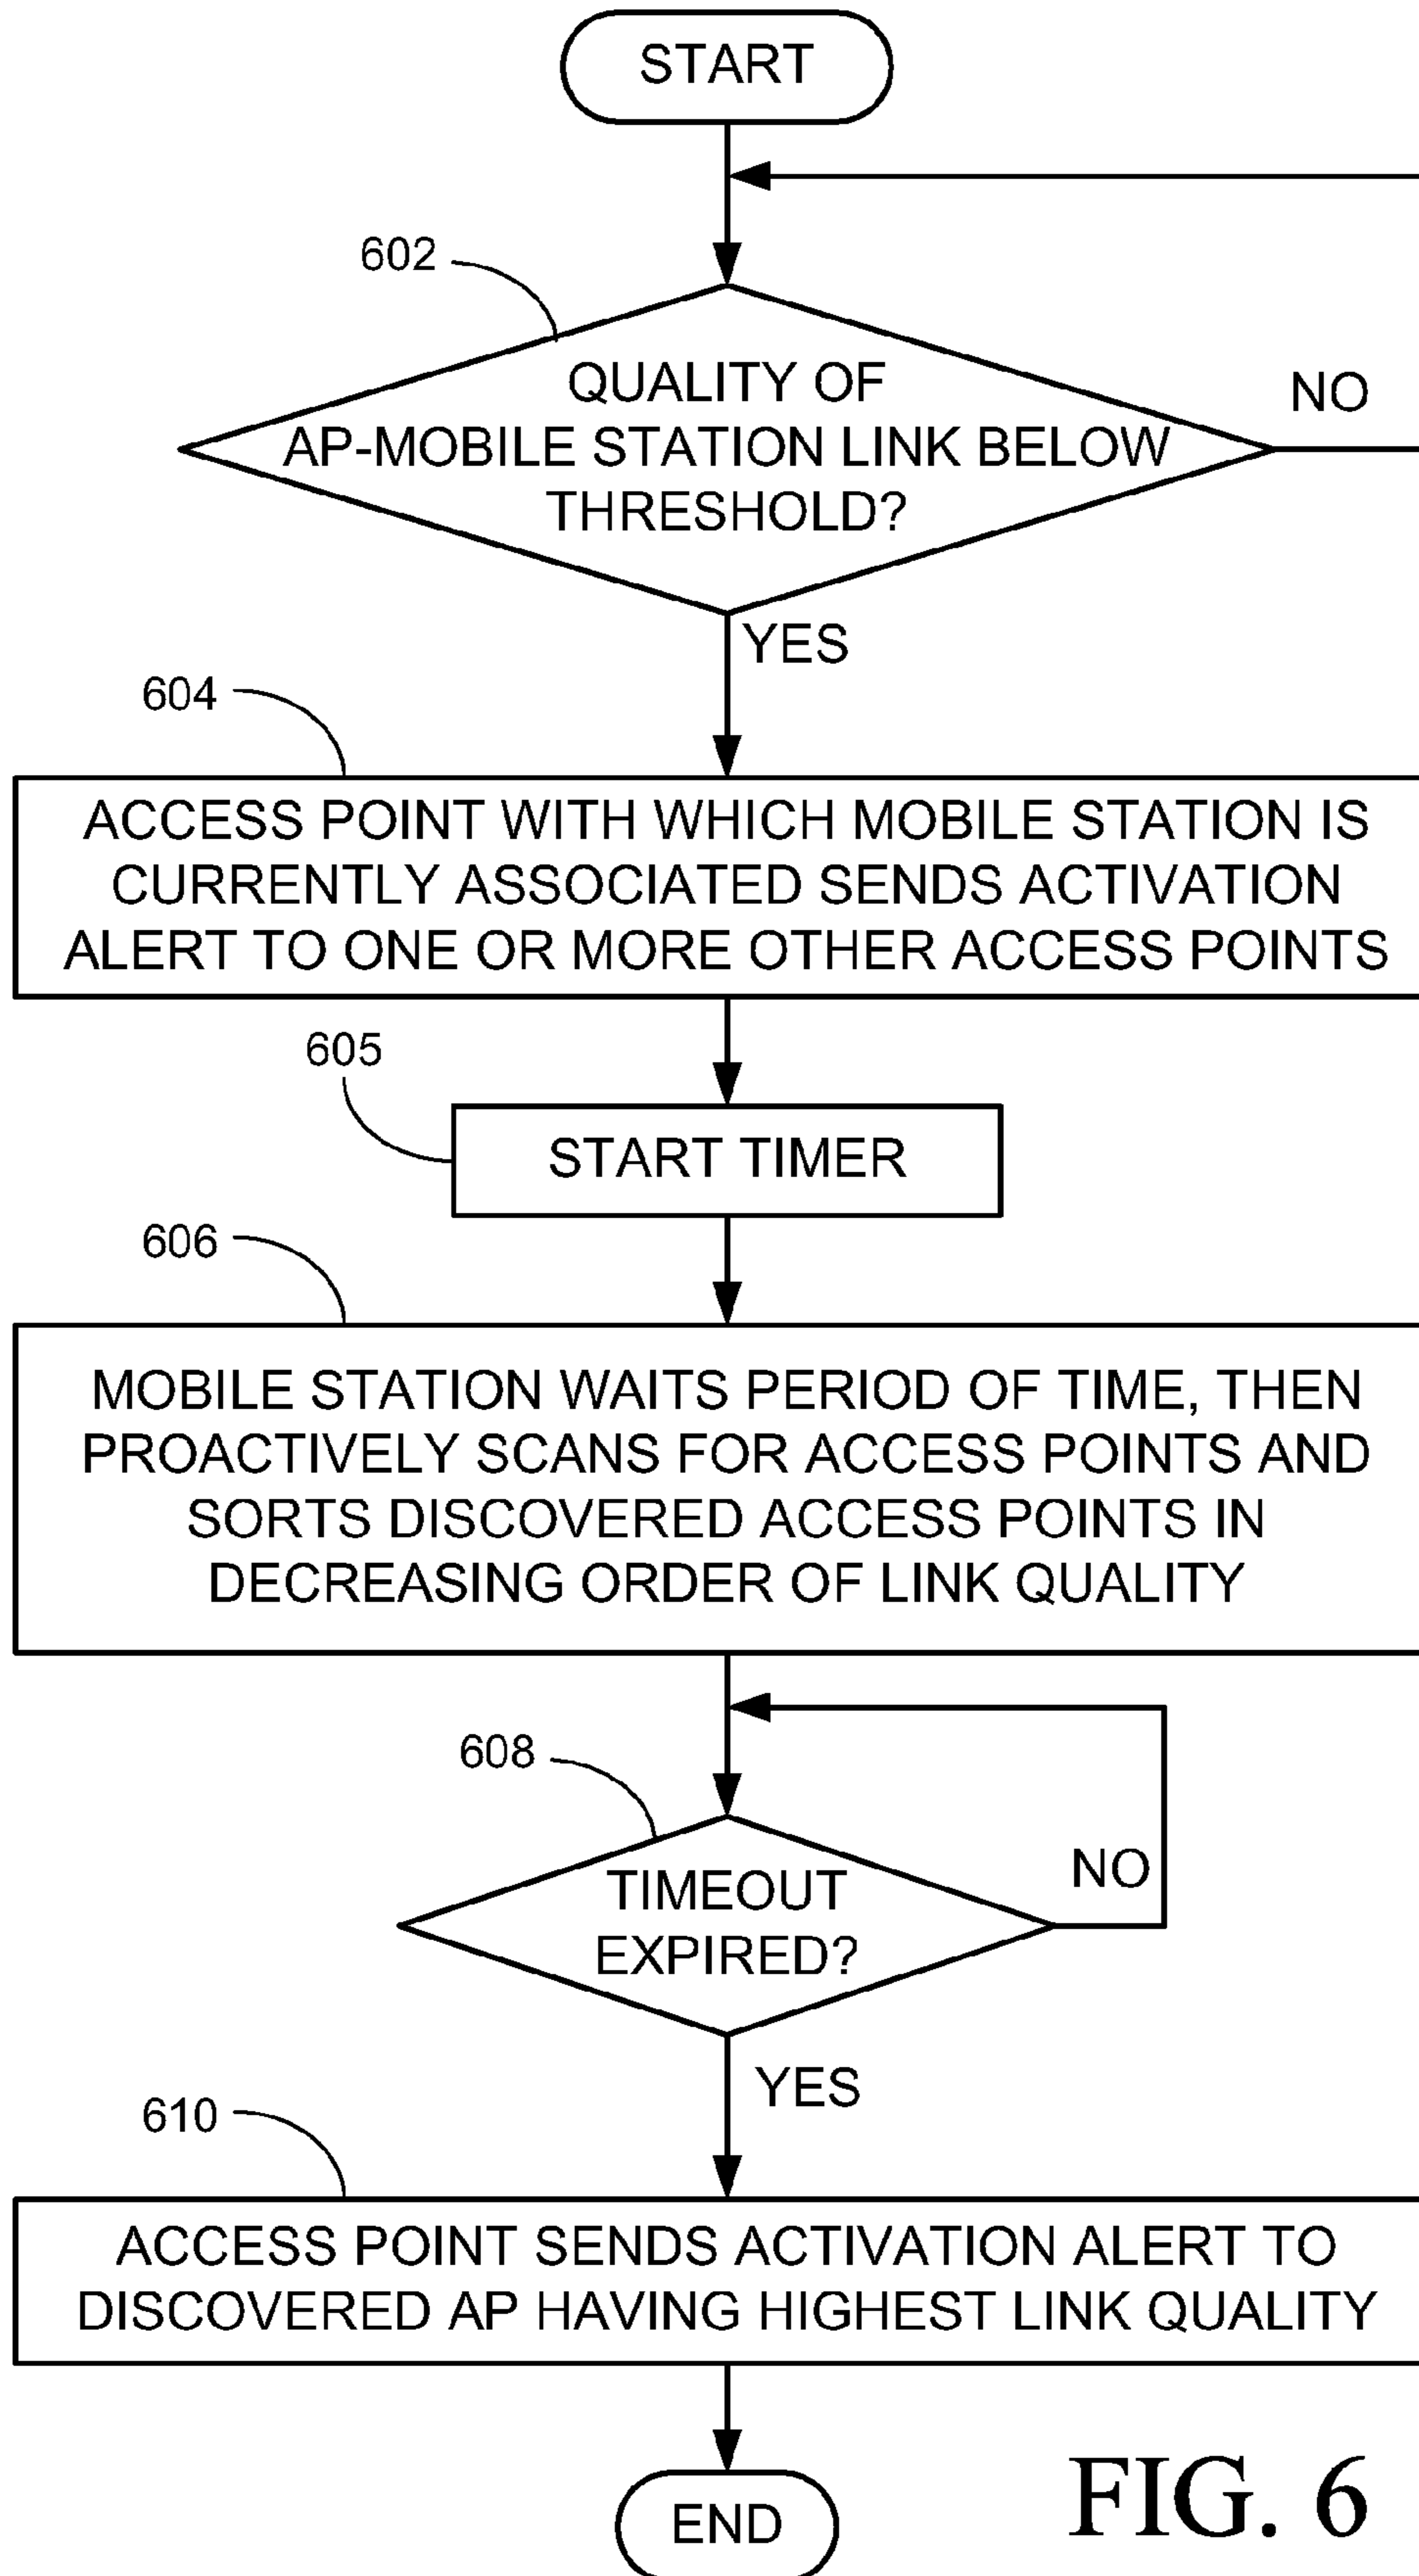 START
602
QUALITY OF
AP-MOBILE STATION LINK BELOW
THRESHOLD?
NO
YES
604
ACCESS POINT WITH WHICH MOBILE STATION IS
CURRENTLY ASSOCIATED SENDS ACTIVATION
ALERT TO ONE OR MORE OTHER ACCESS POINTS
605
START TIMER
606
MOBILE STATION WAITS PERIOD OF TIME, THEN
PROACTIVELY SCANS FOR ACCESS POINTS AND
SORTS DISCOVERED ACCESS POINTS IN
DECREASING ORDER OF LINK QUALITY
608
TIMEOUT
EXPIRED?
NO
YES
610
ACCESS POINT SENDS ACTIVATION ALERT TO
DISCOVERED AP HAVING HIGHEST LINK QUALITY
END
FIG. 6